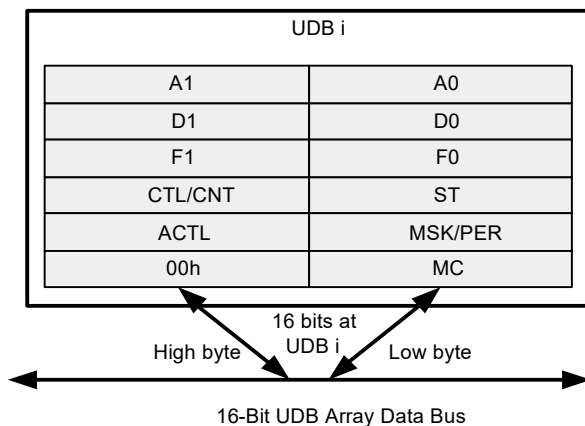 UDB i
A1 A0
D1 D0
F1 F0
CTL/CNT ST
ACTL MSK/PER
00h MC
16 bits at
UDB i
High byte Low byte
16-Bit UDB Array Data Bus